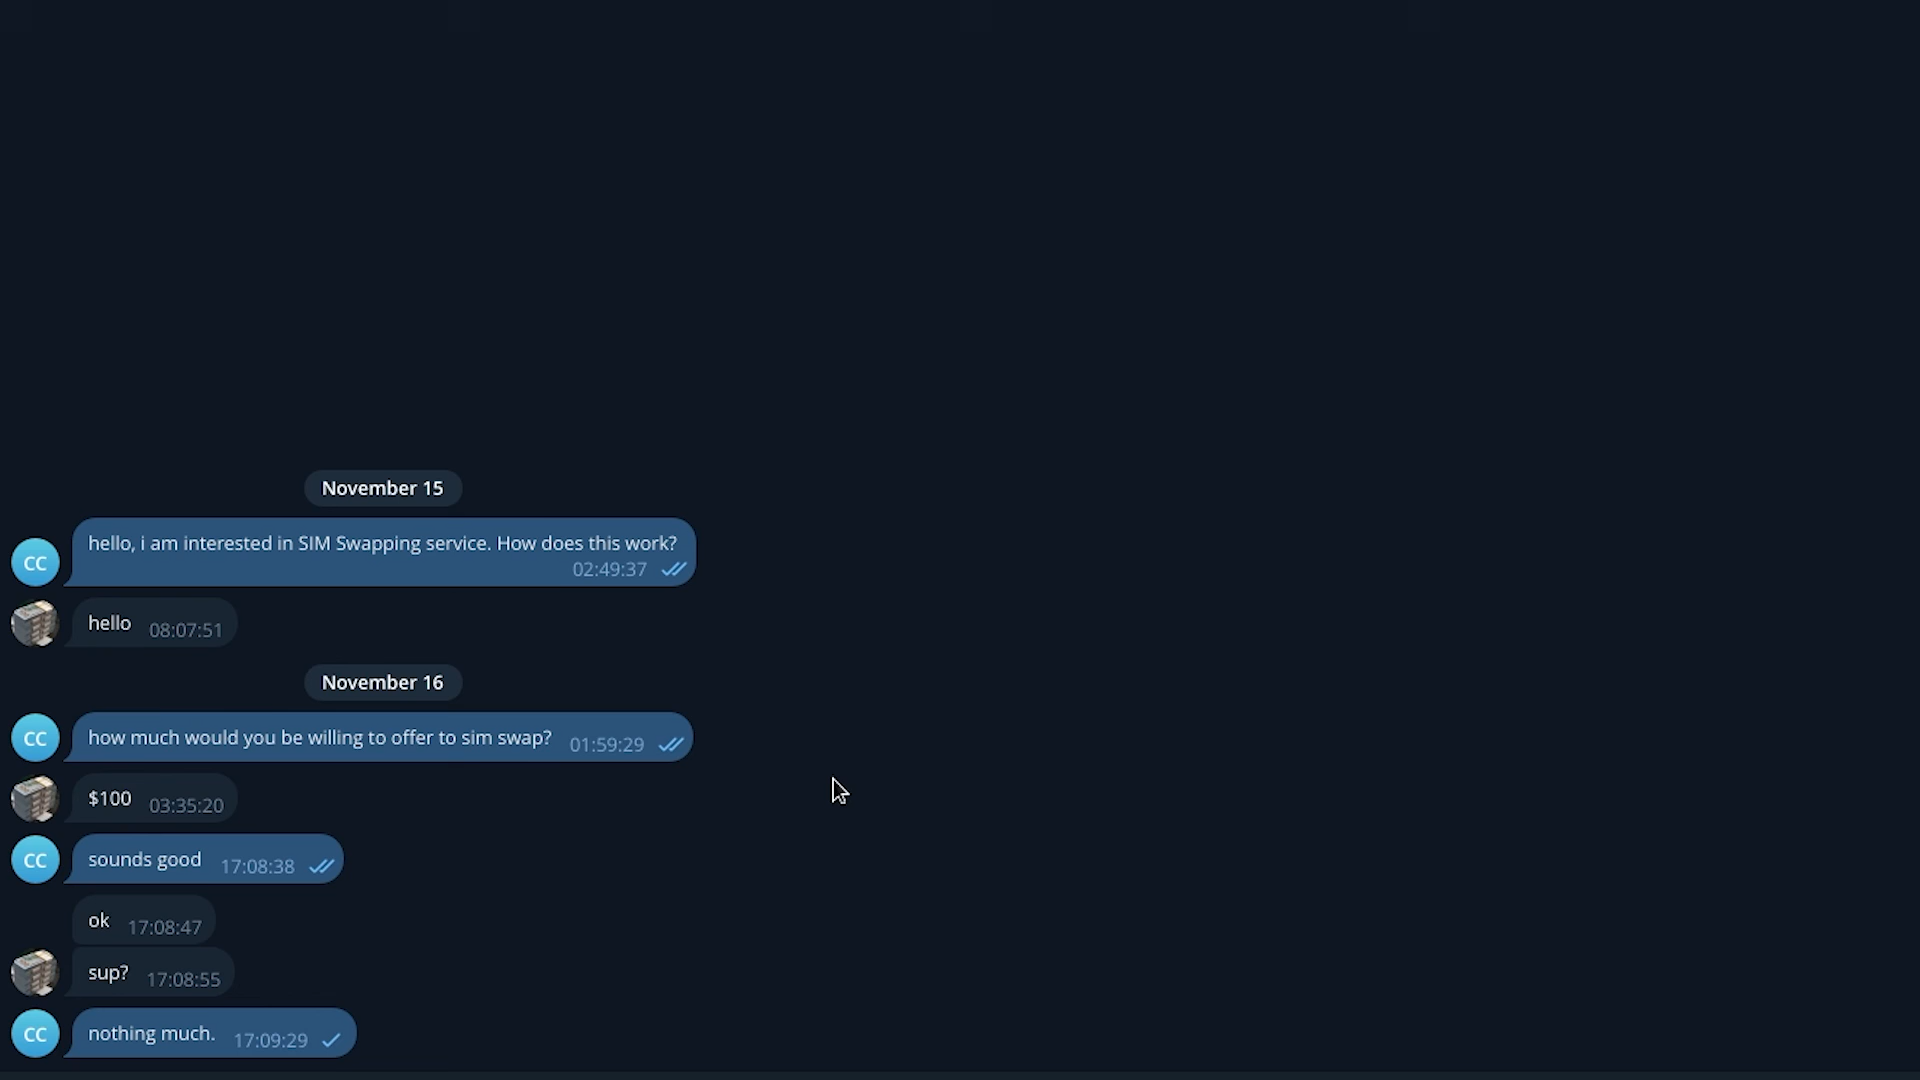 November 15
hello, i am interested in SIM Swapping service. How does this work?
02:49:37
CC
hello 08:07:51
November 16
CC
how much would you be willing to offer to sim swap? 01:59:29
$100 03:35:20
CC
sounds good 17:08:38
ok 17:08:47
sup? 17:08:55
CC
nothing much. 17:09:29